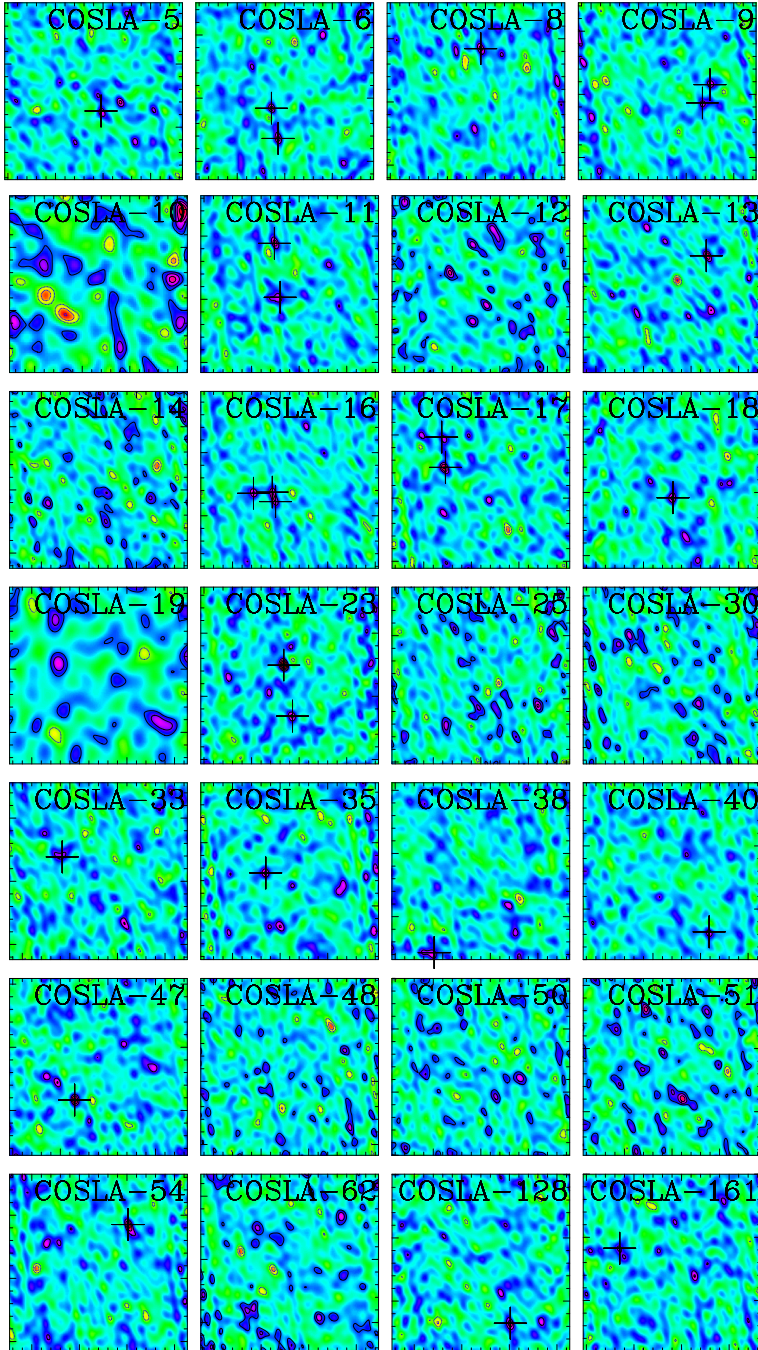 COSLA-5 COSLA-6 COSLA-8 COSLA-9
COSLA-10 COSLA-11 COSLA-12 COSLA-13
COSLA-14 COSLA-16 COSLA-17 COSLA-18
COSLA-19 COSLA-23 COSLA-25 COSLA-30
COSLA-33 COSLA-35 COSLA-38 COSLA-40
COSLA-47 COSLA-48 COSLA-50 COSLA-51
COSLA-54 COSLA-62 COSLA-128 COSLA-161